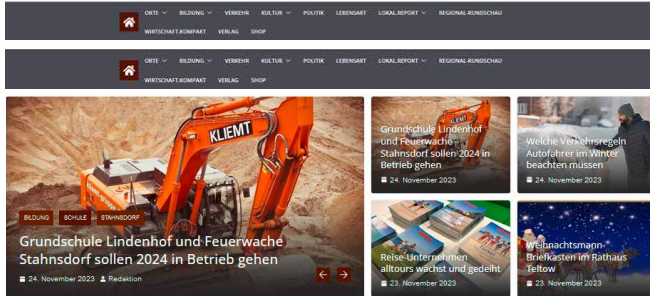 ORTE BILDUNG VERKEHR KULTUR POLITIK LEBENSART LOKAL.REPORT REGIONAL-RUNDSCHAU
WIRTSCHAFT.KOMPAKT VERLAG SHOP
ORTE BILDUNG VERKEHR KULTUR POLITIK LEBENSART LOKAL.REPORT REGIONAL-RUNDSCHAU
WIRTSCHAFT.KOMPAKT VERLAG SHOP
KLIEMT
BILDUNG SCHULE STAHNSDORF
Grundschule Lindenhof und Feuerwache
Stahnsdorf sollen 2024 in Betrieb gehen
24. November 2023 Redaktion
Grundschule Lindenhof
und Feuerwache
Stahnsdorf sollen 2024 in
Betrieb gehen
24. November 2023
Welche Verkehrsregeln
Autofahrer im Winter
beachten müssen
24. November 2023
Reise-Unternehmen
alltours wächst und gedeiht
23. November 2023
Weihnachtsmann-
Briefkasten im Rathaus
Teltow
23. November 2023